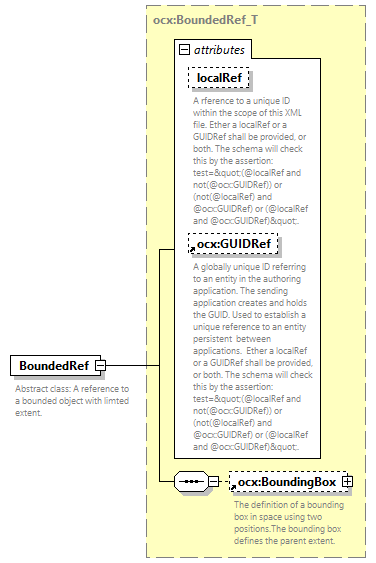 ocx:BoundedRef_T
attributes
localRef
A rference to a unique ID
within the scope of this XML
file. Ether a localRef or a
GUIDRef shall be provided, or
both. The schema will check
this by the assertion:
test=&quot;(@localRef and
not(@ocx:GUIDRef)) or
(not(@localRef) and
@ocx:GUIDRef) or (@localRef
and @ocx:GUIDRef)&quot;.
ocx:GUIDRef
A globally unique ID referring
to an entity in the authoring
application. The sending
application creates and holds
the GUID. Used to establish a
unique reference to an entity
persistent between
applications. Ether a localRef
or a GUIDRef shall be provided,
or both. The schema will check
this by the assertion:
test=&quot;(@localRef and
not(@ocx:GUIDRef)) or
(not(@localRef) and
@ocx:GUIDRef) or (@localRef
and @ocx:GUIDRef)&quot;.
BoundedRef
Abstract class: A reference to
a bounded object with limted
extent.
ocx:BoundingBox
The definition of a bounding
box in space using two
positions.The bounding box
defines the parent extent.